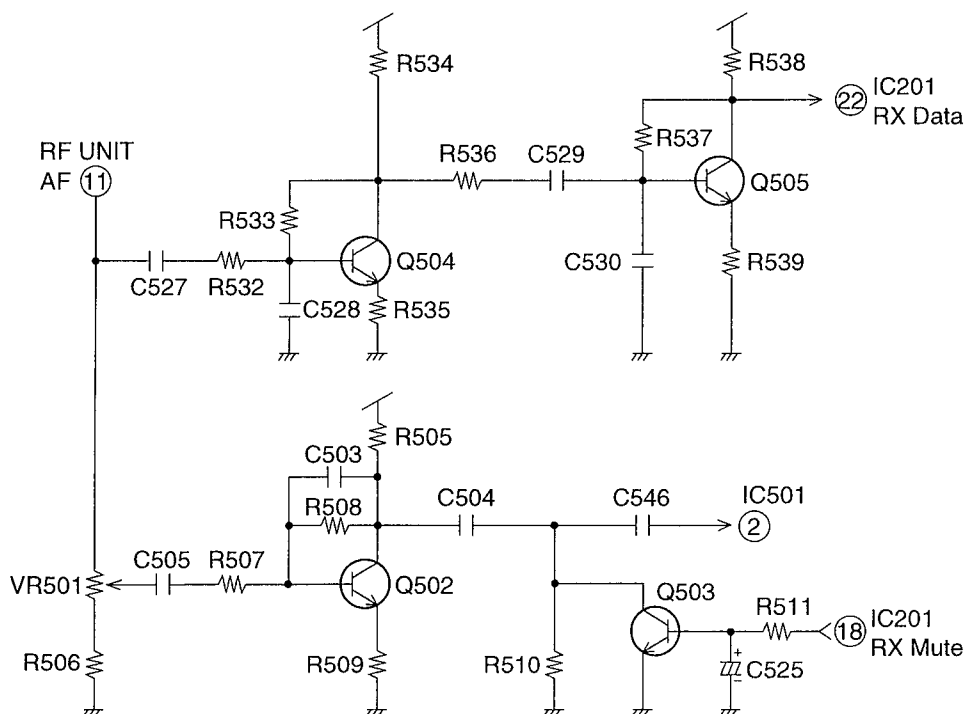 R534
R538
22 IC201
RX Data
RF UNIT
AF 11
R536
C529
R537
Q505
R533
Q504
C530
R539
C527
R532
C528
R535
R505
C503
R508
C504
C546
IC501
2
C505
R507
VR501
Q502
Q503
R511
18 IC201
RX Mute
R506
R509
R510
+
−
C525